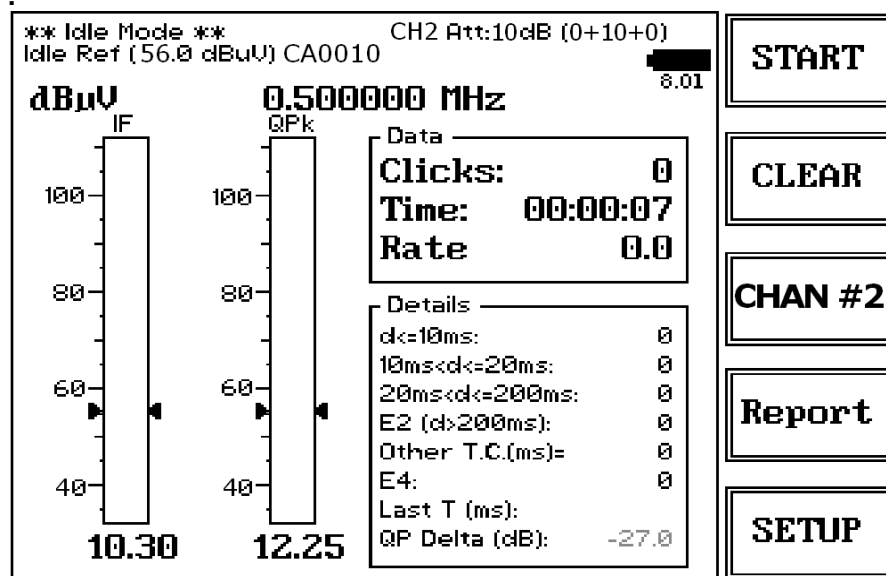 ** Idle Mode **
CH2 Att:10dB (0+10+0)
Idle Ref (56.0 dBuV) CA0010
8.01
dBµV 0.500000 MHz
IF
100
80
60
40
10.30
QPk
100
80
60
40
12.25
Data
Clicks: 0
Time: 00:00:07
Rate 0.0
Details
d<=10ms: 0
10ms<d<=20ms: 0
20ms<d<=200ms: 0
E2 (d>200ms): 0
Other T.C.(ms)= 0
E4: 0
Last T (ms):
QP Delta (dB): -27.0
START
CLEAR
CHAN #2
Report
SETUP